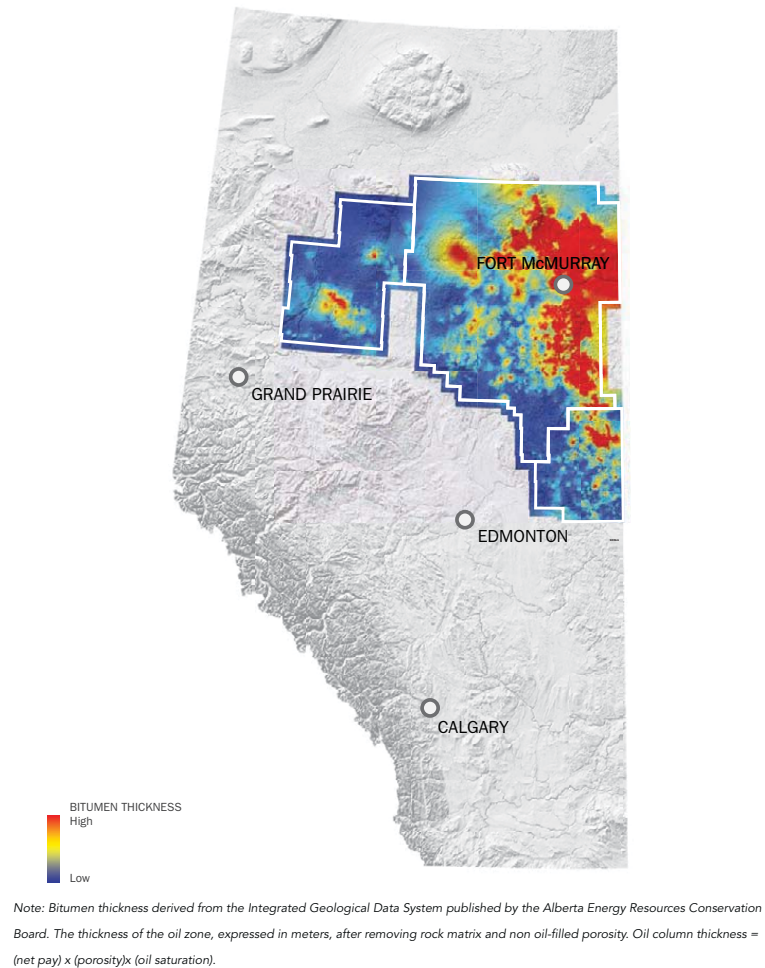 FORT McMURRAY
GRAND PRAIRIE
EDMONTON
CALGARY
BITUMEN THICKNESS
High
Low
Note: Bitumen thickness derived from the Integrated Geological Data System published by the Alberta Energy Resources Conservation
Board. The thickness of the oil zone, expressed in meters, after removing rock matrix and non oil-filled porosity. Oil column thickness =
(net pay) x (porosity)x (oil saturation).